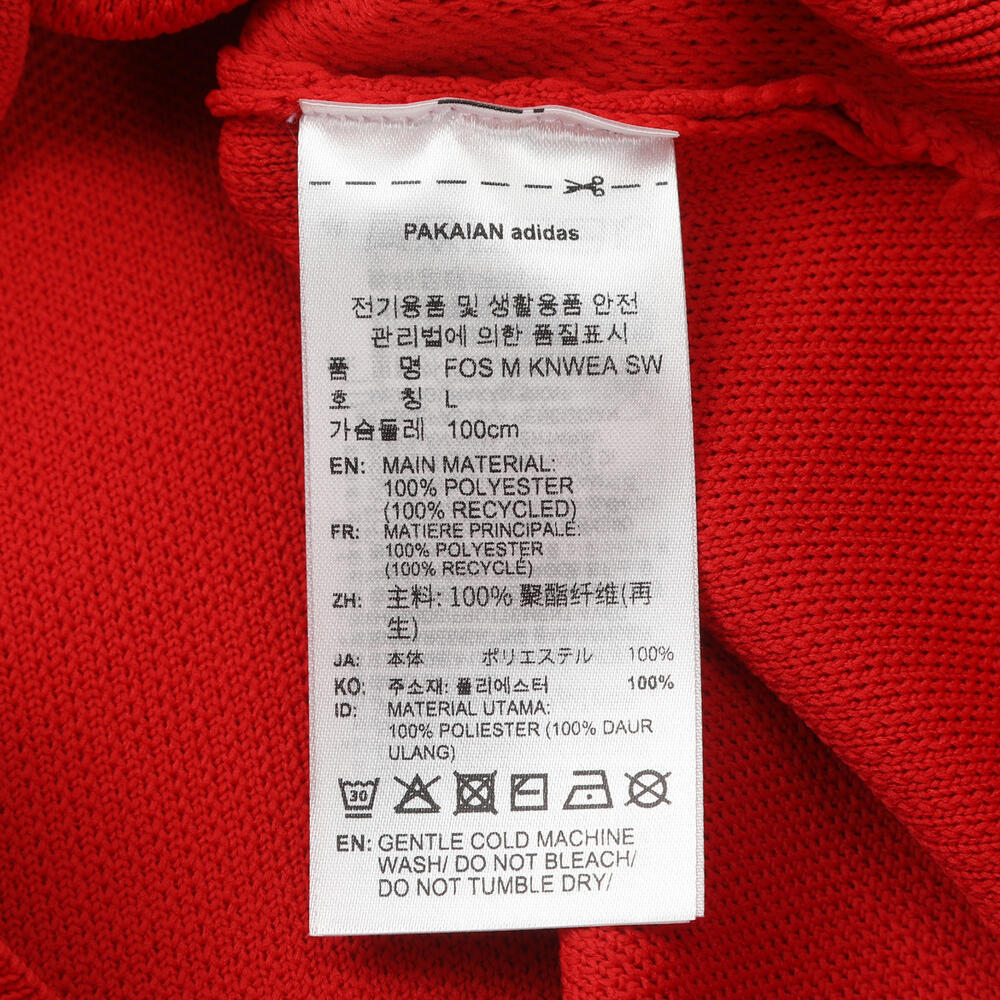 PAKAIAN adidas
전기용품 및 생활용품 안전
관리법에 의한 품질표시
품 명 FOS M KNWEA SW
호 칭 L
가슴둘레 100cm
EN: MAIN MATERIAL:
100% POLYESTER
(100% RECYCLED)
FR: MATIERE PRINCIPALE:
100% POLYESTER
(100% RECYCLÉ)
ZH: 主料: 100% 聚酯纤维(再
生)
JA: 本体 ポリエステル 100%
KO: 주소재: 폴리에스터 100%
ID: MATERIAL UTAMA:
100% POLIESTER (100% DAUR
ULANG)
30
EN: GENTLE COLD MACHINE
WASH/ DO NOT BLEACH/
DO NOT TUMBLE DRY/